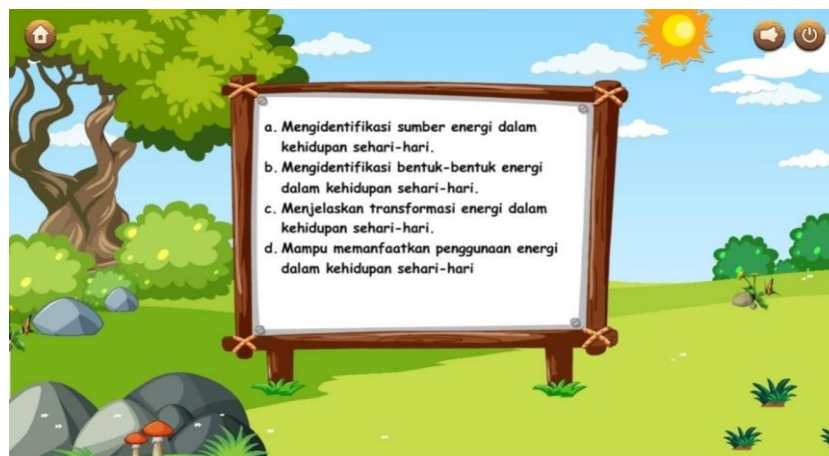 a. Mengidentifikasi sumber energi dalam
kehidupan sehari-hari.
b. Mengidentifikasi bentuk-bentuk energi
dalam kehidupan sehari-hari.
c. Menjelaskan transformasi energi dalam
kehidupan sehari-hari.
d. Mampu memanfaatkan penggunaan energi
dalam kehidupan sehari-hari